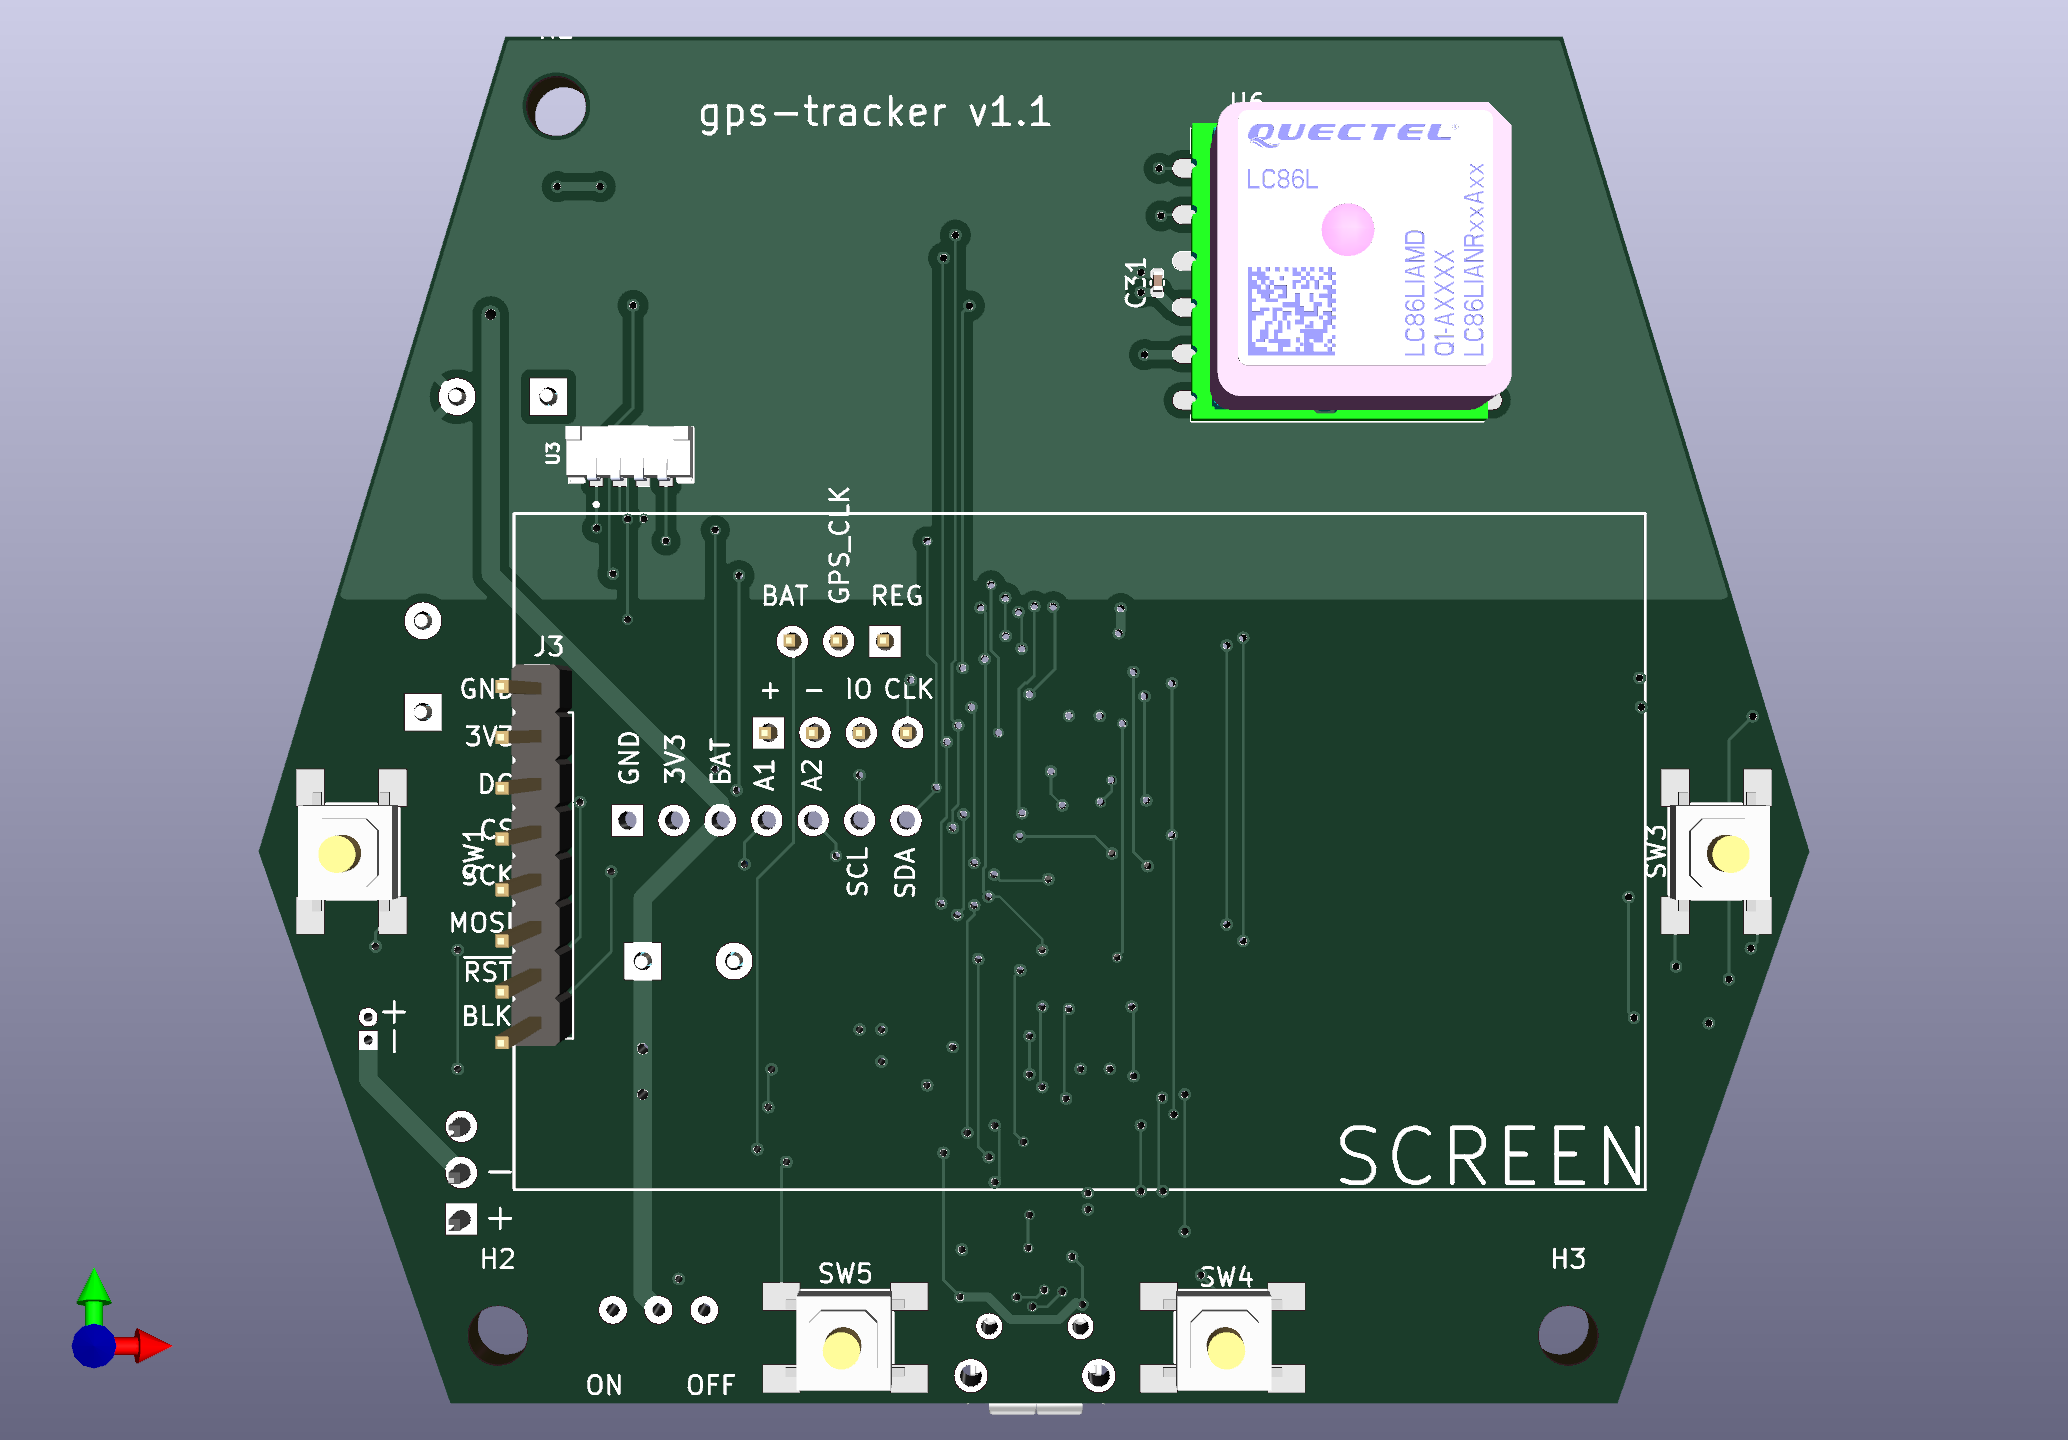 gps-tracker v1.1
U6
QUECTEL
LC86L
LC86LIAMD
Q1-AXXXX
LC86LIANRxxAxx
C31
U3
GPS_CLK
BAT
REG
J3
GND
3V3
CS
SCK
MOSI
RST
BLK
+
-
IO
CLK
GND
3V3
BAT
A1
A2
SCL
SDA
SW1
SW3
+
-
SCREEN
-
+
H2
H3
SW5
SW4
ON
OFF